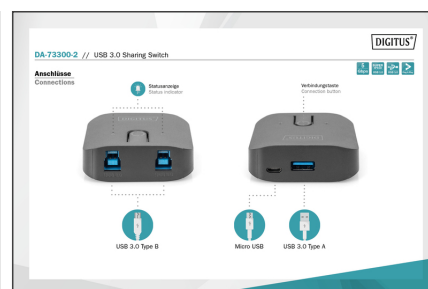 DIGITUS®
DA-73300-2 // USB 3.0 Sharing Switch
Anschlüsse
Connections
Statusanzeige
Status indicator
Verbindungstaste
Connection button
DIGITUS
USB 3.0 Type B
Micro USB
USB 3.0 Type A